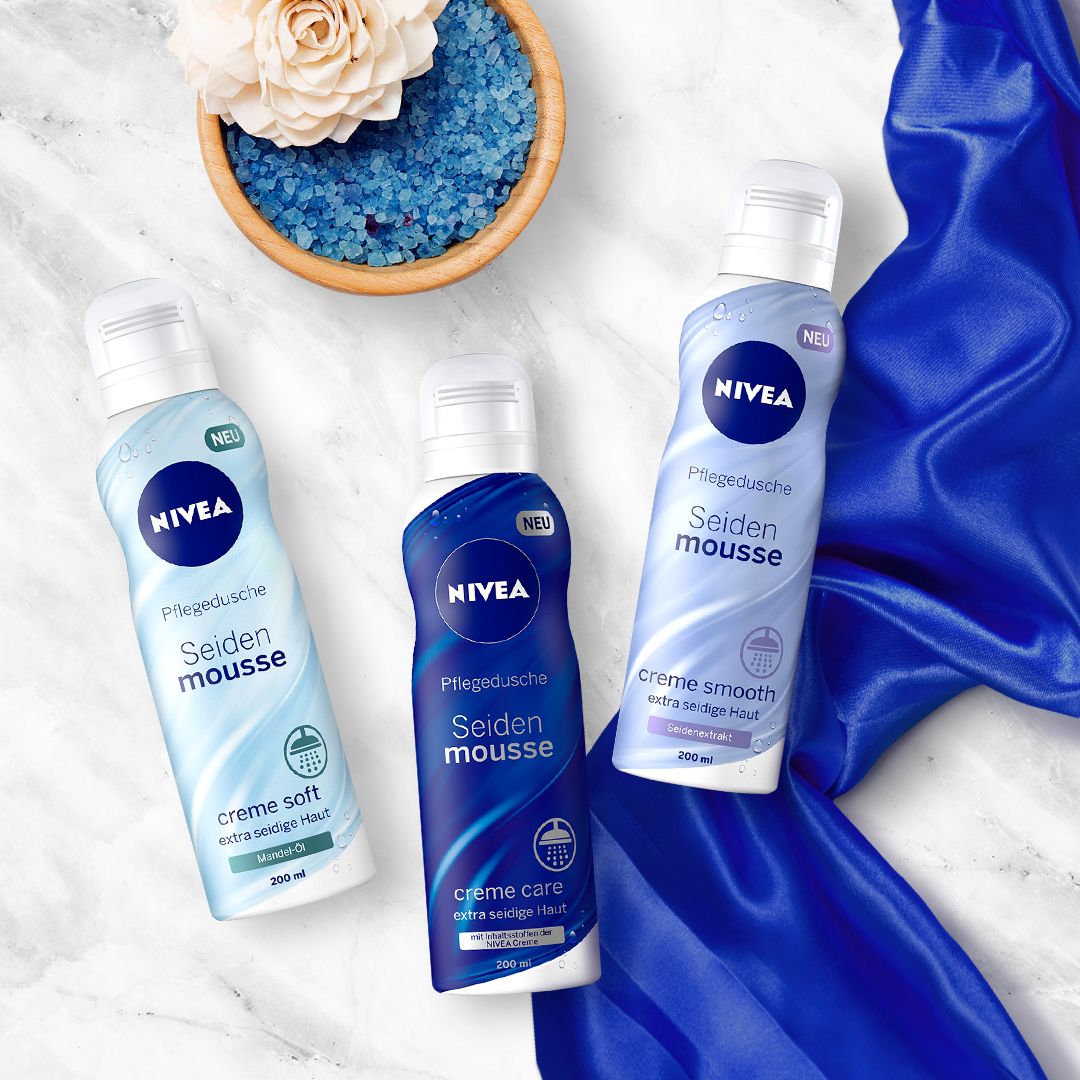 NEU
NIVEA
Pflegedusche
Seiden
mousse
creme soft
extra seidige Haut
Mandel-Öl
200 ml
NEU
NIVEA
Pflegedusche
Seiden
mousse
creme care
extra seidige Haut
mit Inhaltsstoffen der
NIVEA Creme
200 ml
NEU
NIVEA
Pflegedusche
Seiden
mousse
creme smooth
extra seidige Haut
Seidenextrakt
200 ml